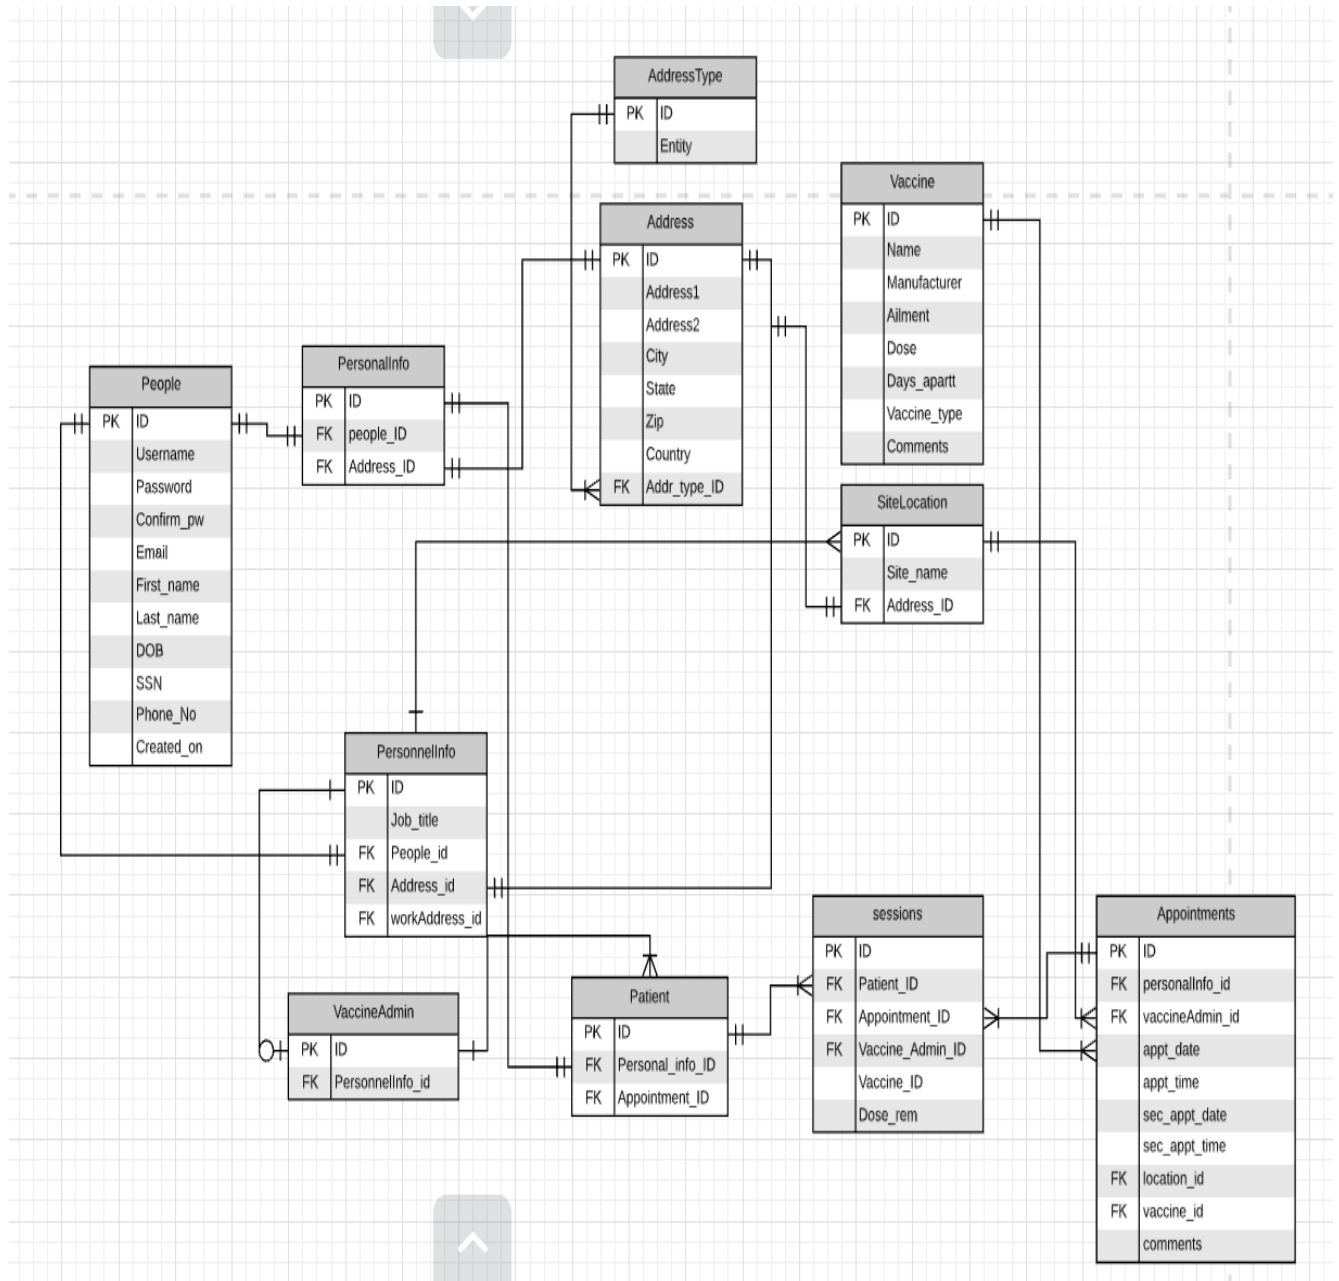 AddressType
PK ID
Entity
Vaccine
PK ID
Name
Manufacturer
Ailment
Dose
Days_apartt
Vaccine_type
Comments
Address
PK ID
Address1
Address2
City
State
Zip
Country
FK Addr_type_ID
PersonalInfo
PK ID
FK people_ID
FK Address_ID
People
PK ID
Username
Password
Confirm_pw
Email
First_name
Last_name
DOB
SSN
Phone_No
Created_on
SiteLocation
PK ID
Site_name
FK Address_ID
PersonnelInfo
PK ID
Job_title
FK People_id
FK Address_id
FK workAddress_id
VaccineAdmin
PK ID
FK PersonnelInfo_id
Patient
PK ID
FK Personal_info_ID
FK Appointment_ID
sessions
PK ID
FK Patient_ID
FK Appointment_ID
FK Vaccine_Admin_ID
Vaccine_ID
Dose_rem
Appointments
PK ID
FK personalInfo_id
FK vaccineAdmin_id
appt_date
appt_time
sec_appt_date
sec_appt_time
FK location_id
FK vaccine_id
comments